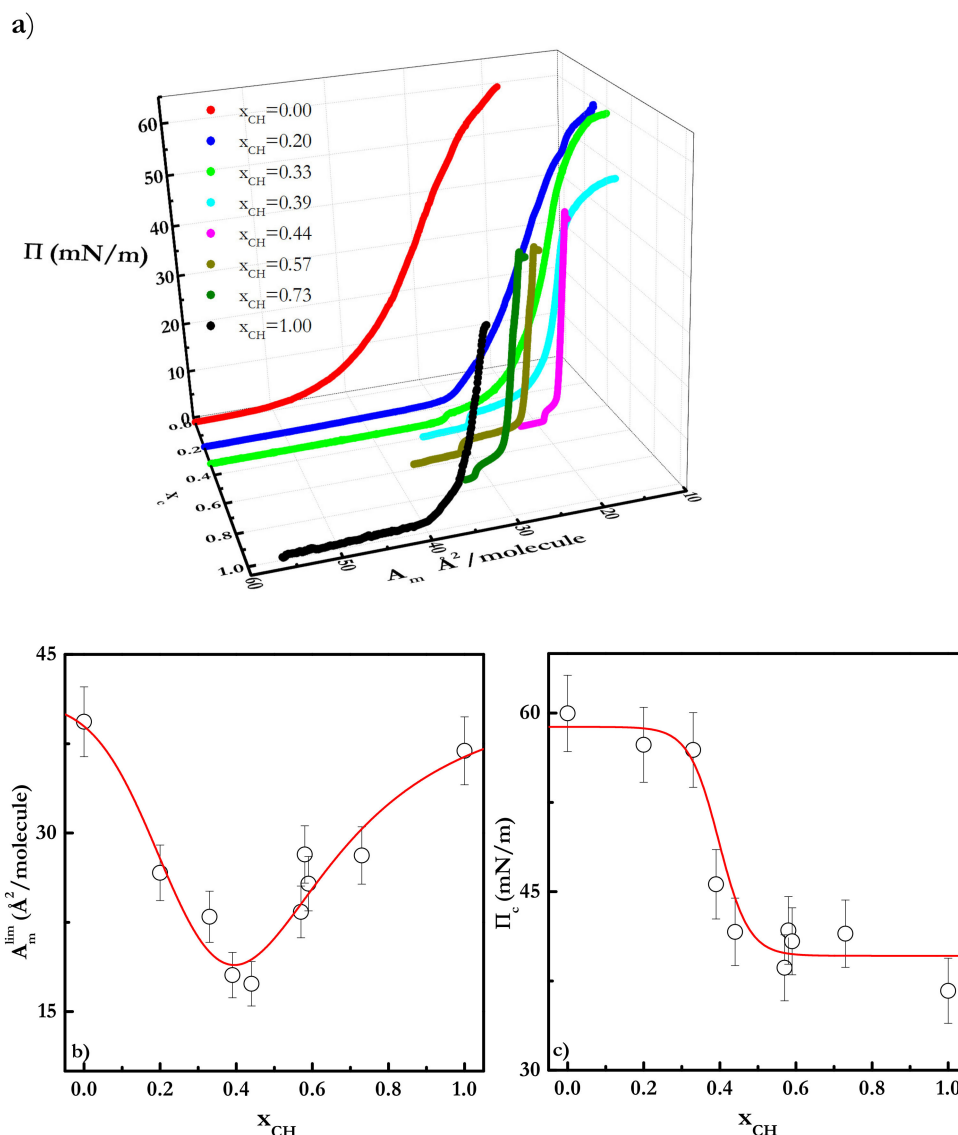 a)
60
50
40
30
20
10
0
Π (mN/m)
x_CH=0.00
x_CH=0.20
x_CH=0.33
x_CH=0.39
x_CH=0.44
x_CH=0.57
x_CH=0.73
x_CH=1.00
0.0
0.2
0.4
0.6
0.8
1.0
x_c
60
50
40
30
20
10
A_m Å²/molecule
45
30
15
A_m^lim (Å²/molecule)
b)
0.0 0.2 0.4 0.6 0.8 1.0
x_CH
60
45
30
Π_c (mN/m)
c)
0.0 0.2 0.4 0.6 0.8 1.0
x_CH